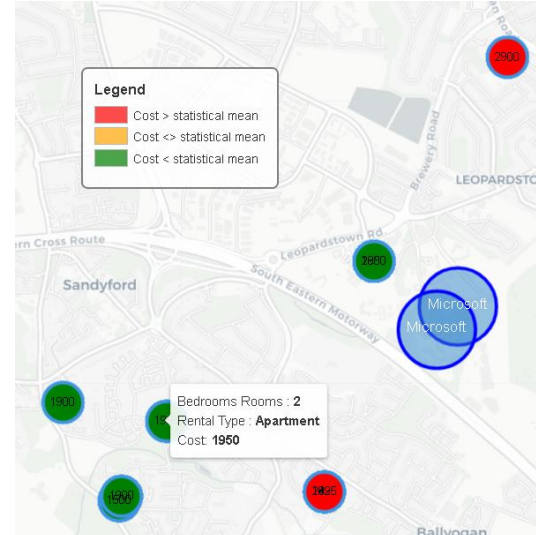 2900
Legend
Cost > statistical mean
Cost <> statistical mean
Cost < statistical mean
Brewery Road
LEOPARDSTO
Leopardstown Rd
ern Cross Route
South Eastern Motorway
Sandyford
Microsoft
Microsoft
1900
Bedrooms Rooms : 2
Rental Type : Apartment
Cost: 1950
Ballyogan